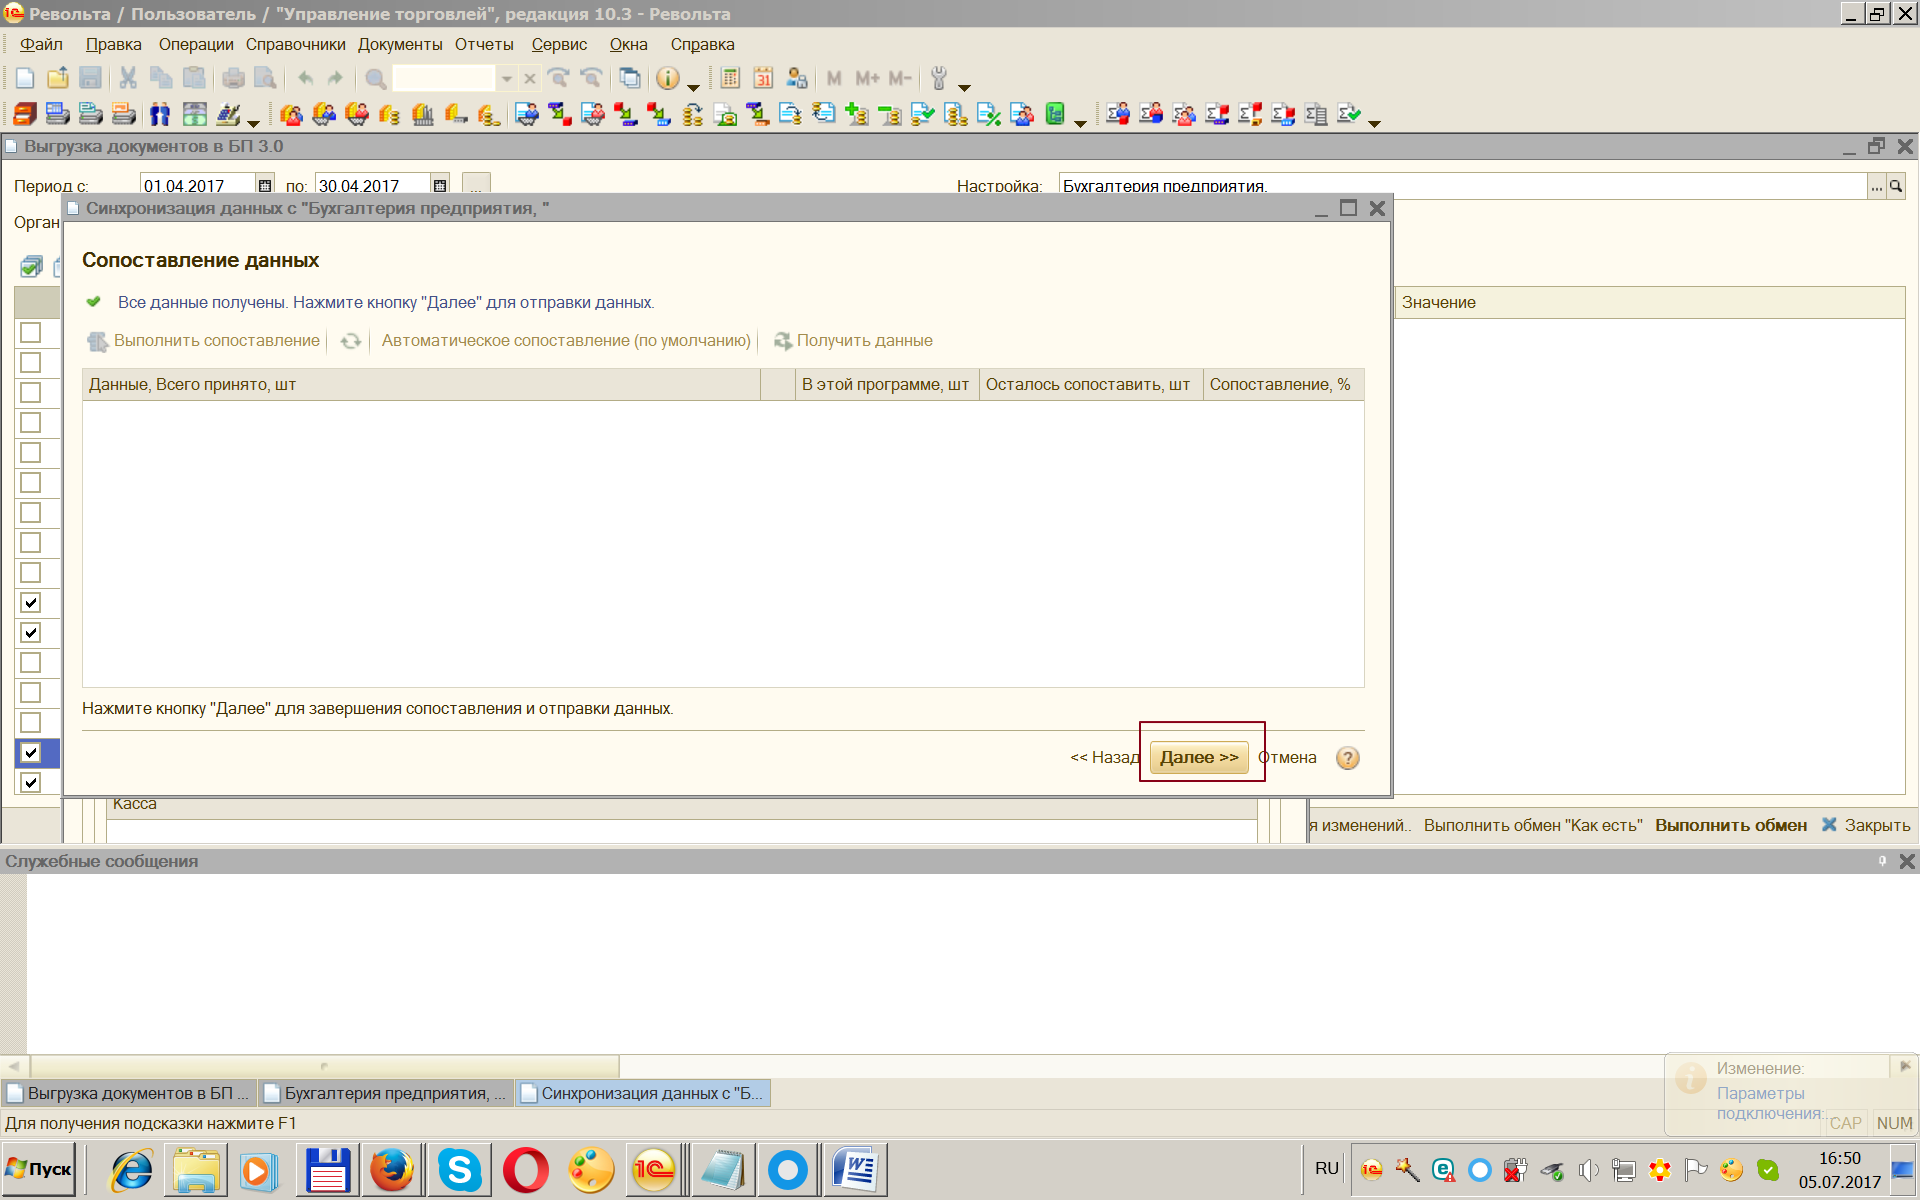 Револьта / Пользователь / "Управление торговлей", редакция 10.3 - Револьта
Файл Правка Операции Справочники Документы Отчеты Сервис Окна Справка
M M+ M-
Выгрузка документов в БП 3.0
Период с: 01.04.2017 по: 30.04.2017 ... Настройка: Бухгалтерия предприятия, ...
Орган
Синхронизация данных с "Бухгалтерия предприятия, "
Сопоставление данных
Все данные получены. Нажмите кнопку "Далее" для отправки данных.
Выполнить сопоставление Автоматическое сопоставление (по умолчанию) Получить данные
Данные, Всего принято, шт В этой программе, шт Осталось сопоставить, шт Сопоставление, %
Значение
Нажмите кнопку "Далее" для завершения сопоставления и отправки данных.
<< Назад Далее >> Отмена ?
Касса
я изменений.. Выполнить обмен "Как есть" Выполнить обмен Закрыть
Служебные сообщения
Изменение:
Параметры
подключения:..
Выгрузка документов в БП ... Бухгалтерия предприятия, ... Синхронизация данных с "Б...
Для получения подсказки нажмите F1
CAP NUM
Пуск
RU
16:50
05.07.2017